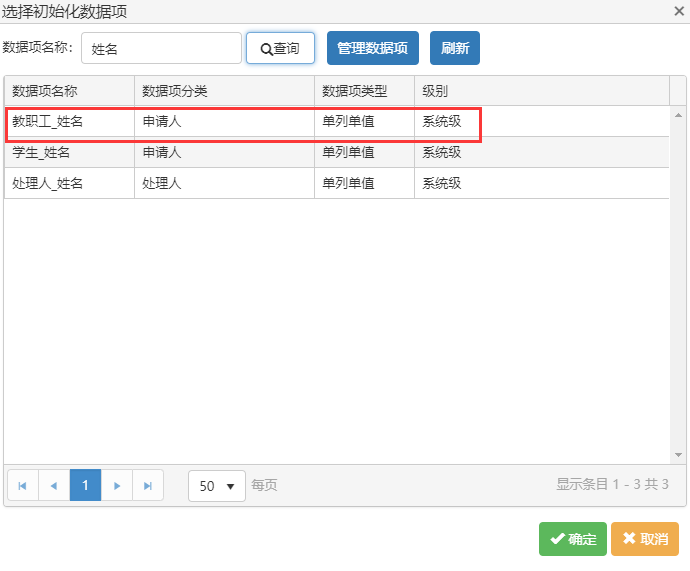 选择初始化数据项
数据项名称： 姓名 查询 管理数据项 刷新
数据项名称 数据项分类 数据项类型 级别
教职工_姓名 申请人 单列单值 系统级
学生_姓名 申请人 单列单值 系统级
处理人_姓名 处理人 单列单值 系统级
1 50 每页 显示条目 1 - 3 共 3
确定 取消